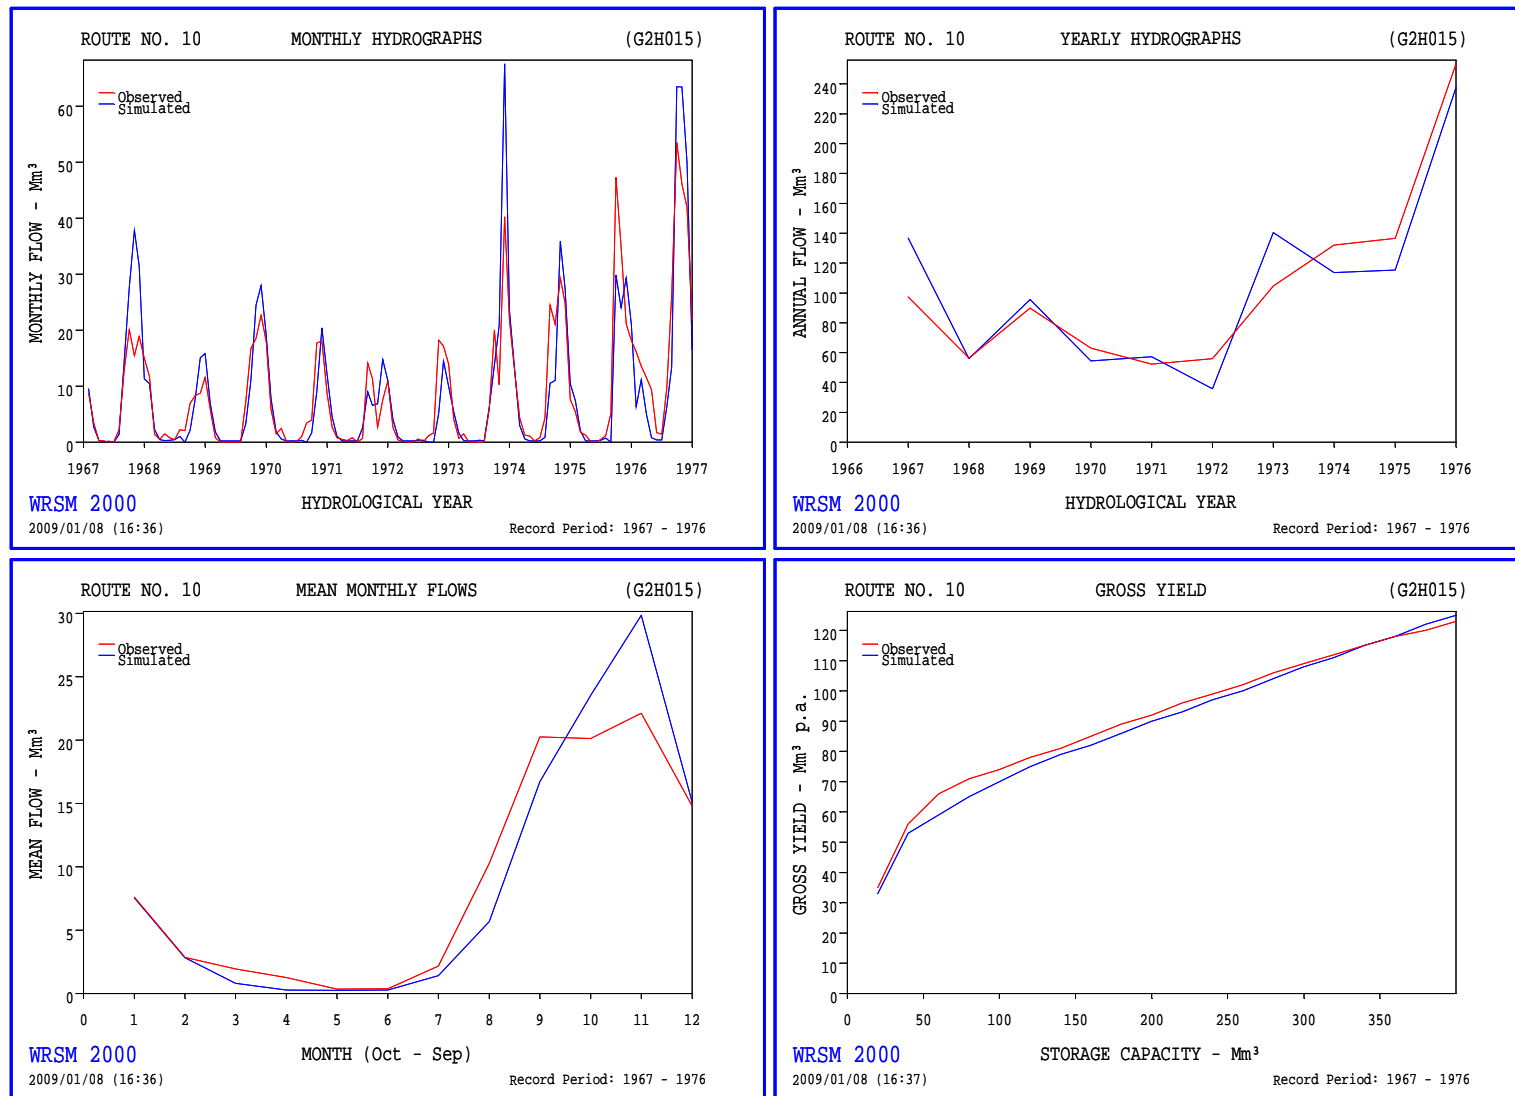 ROUTE NO. 10 MONTHLY HYDROGRAPHS (G2H015)
Observed
Simulated
MONTHLY FLOW - Mm³
60
50
40
30
20
10
0
1967 1968 1969 1970 1971 1972 1973 1974 1975 1976 1977
WRSM 2000 HYDROLOGICAL YEAR
2009/01/08 (16:36) Record Period: 1967 - 1976
ROUTE NO. 10 YEARLY HYDROGRAPHS (G2H015)
Observed
Simulated
ANNUAL FLOW - Mm³
240
220
200
180
160
140
120
100
80
60
40
20
0
1966 1967 1968 1969 1970 1971 1972 1973 1974 1975 1976
WRSM 2000 HYDROLOGICAL YEAR
2009/01/08 (16:36) Record Period: 1967 - 1976
ROUTE NO. 10 MEAN MONTHLY FLOWS (G2H015)
Observed
Simulated
MEAN FLOW - Mm³
30
25
20
15
10
5
0
0 1 2 3 4 5 6 7 8 9 10 11 12
WRSM 2000 MONTH (Oct - Sep)
2009/01/08 (16:36) Record Period: 1967 - 1976
ROUTE NO. 10 GROSS YIELD (G2H015)
Observed
Simulated
GROSS YIELD - Mm³ p.a.
120
110
100
90
80
70
60
50
40
30
20
10
0
0 50 100 150 200 250 300 350
WRSM 2000 STORAGE CAPACITY - Mm³
2009/01/08 (16:37) Record Period: 1967 - 1976